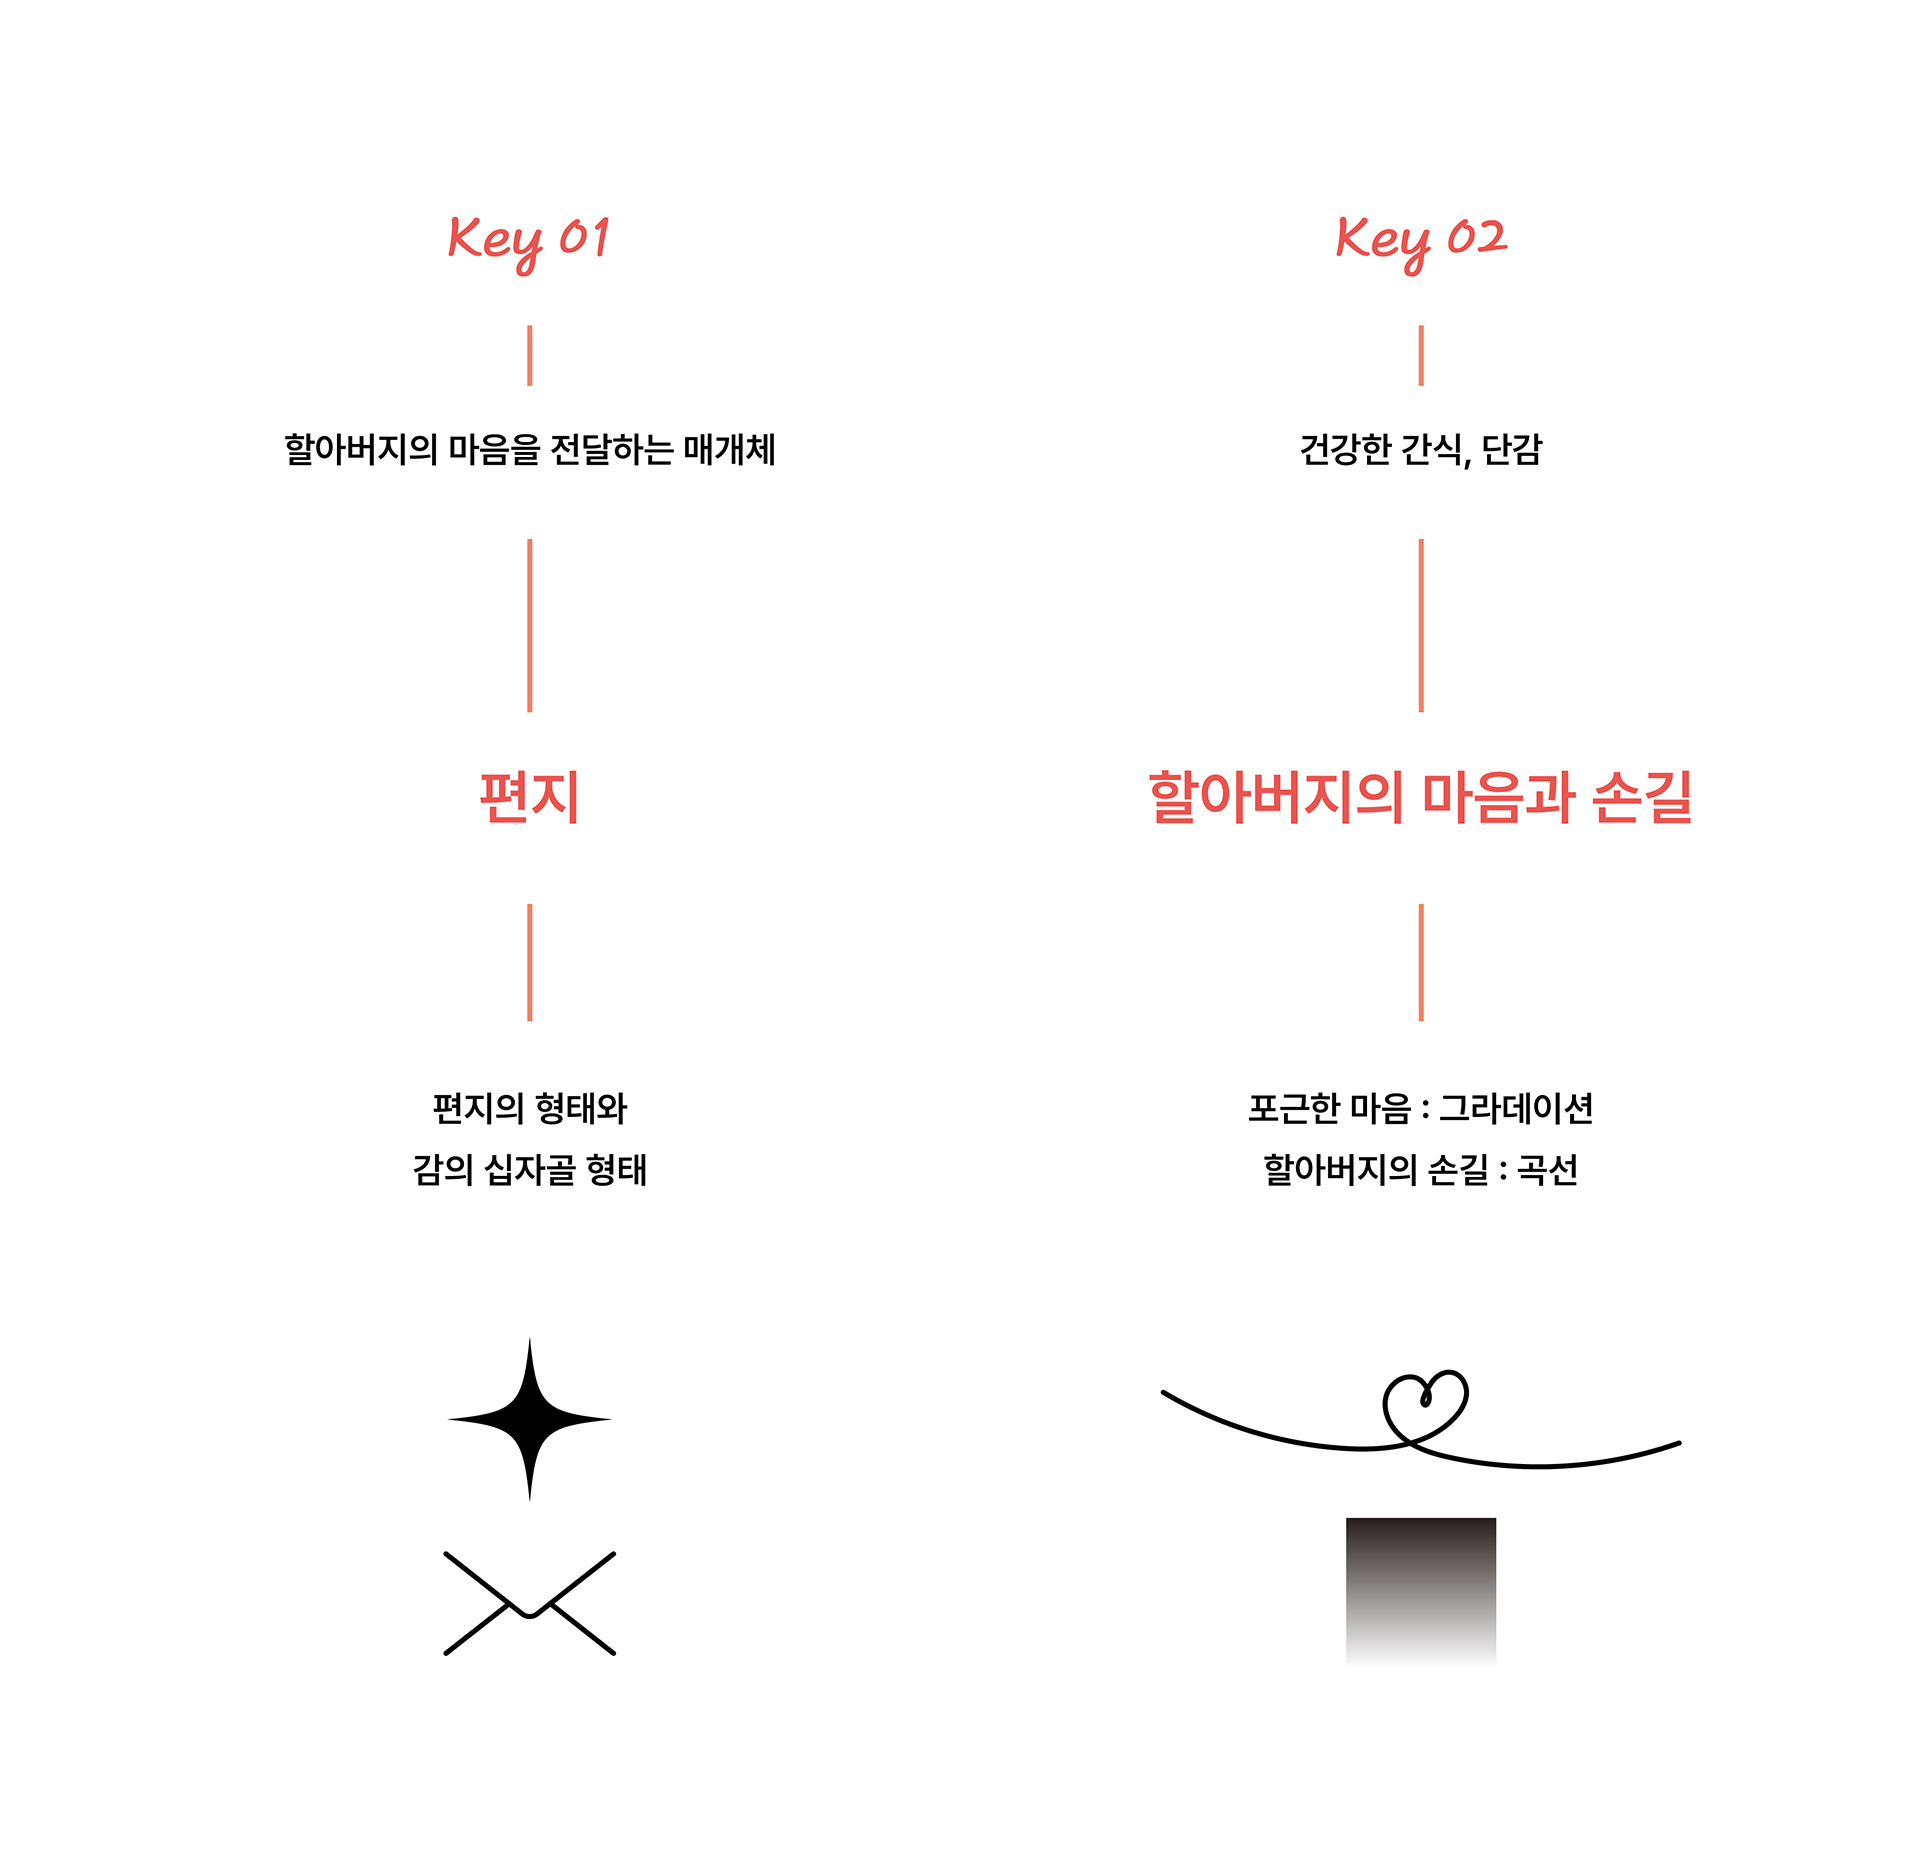 Key 01
할아버지의 마음을 전달하는 매개체
편지
편지의 형태와
감의 십자골 형태
Key 02
건강한 간식, 단감
할아버지의 마음과 손길
포근한 마음 : 그라데이션
할아버지의 손길 : 곡선